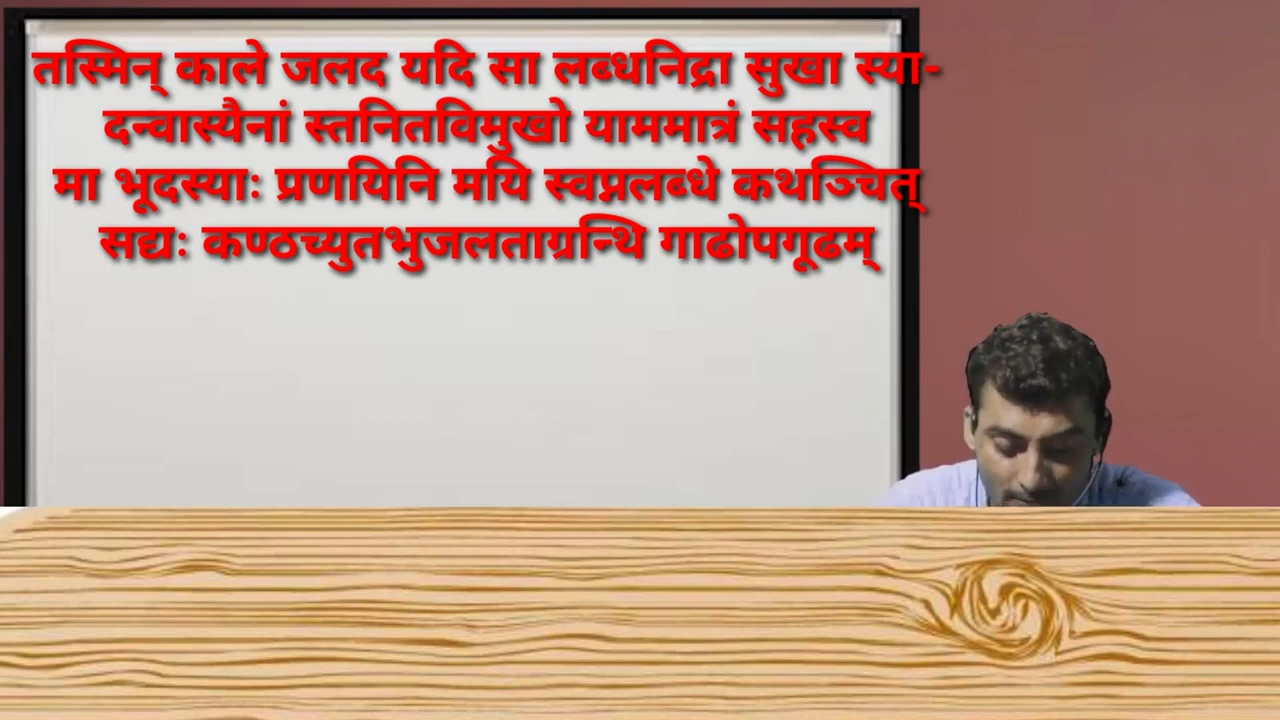 तस्मिन् काले जलद यदि सा लब्धनिद्रा सुखा स्या-
दन्वास्यैनां स्तनितविमुखो याममात्रं सहस्व
मा भूदस्याः प्रणयिनि मयि स्वप्नलब्धे कथञ्चित्
सद्यः कण्ठच्युतभुजलताग्रन्थि गाढोपगूढम्